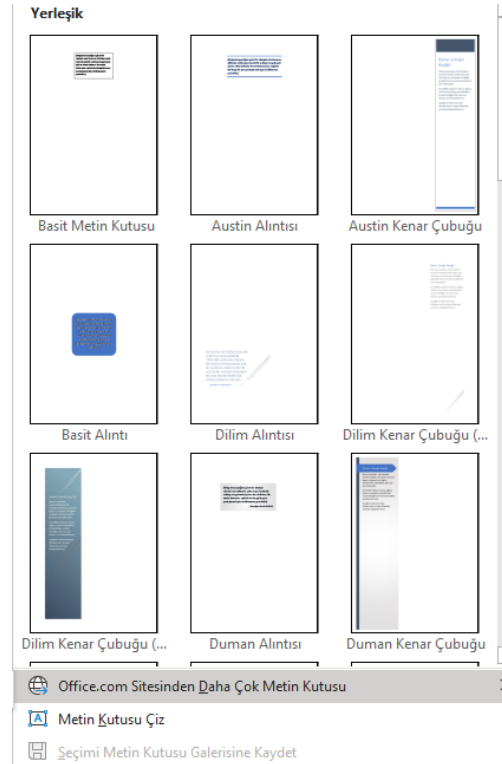 Yerleşik
Basit Metin Kutusu
Austin Alıntısı
Austin Kenar Çubuğu
Basit Alıntı
Dilim Alıntısı
Dilim Kenar Çubuğu (...
Dilim Kenar Çubuğu (...
Duman Alıntısı
Duman Kenar Çubuğu
Office.com Sitesinden Daha Çok Metin Kutusu
Metin Kutusu Çiz
Seçimi Metin Kutusu Galerisine Kaydet